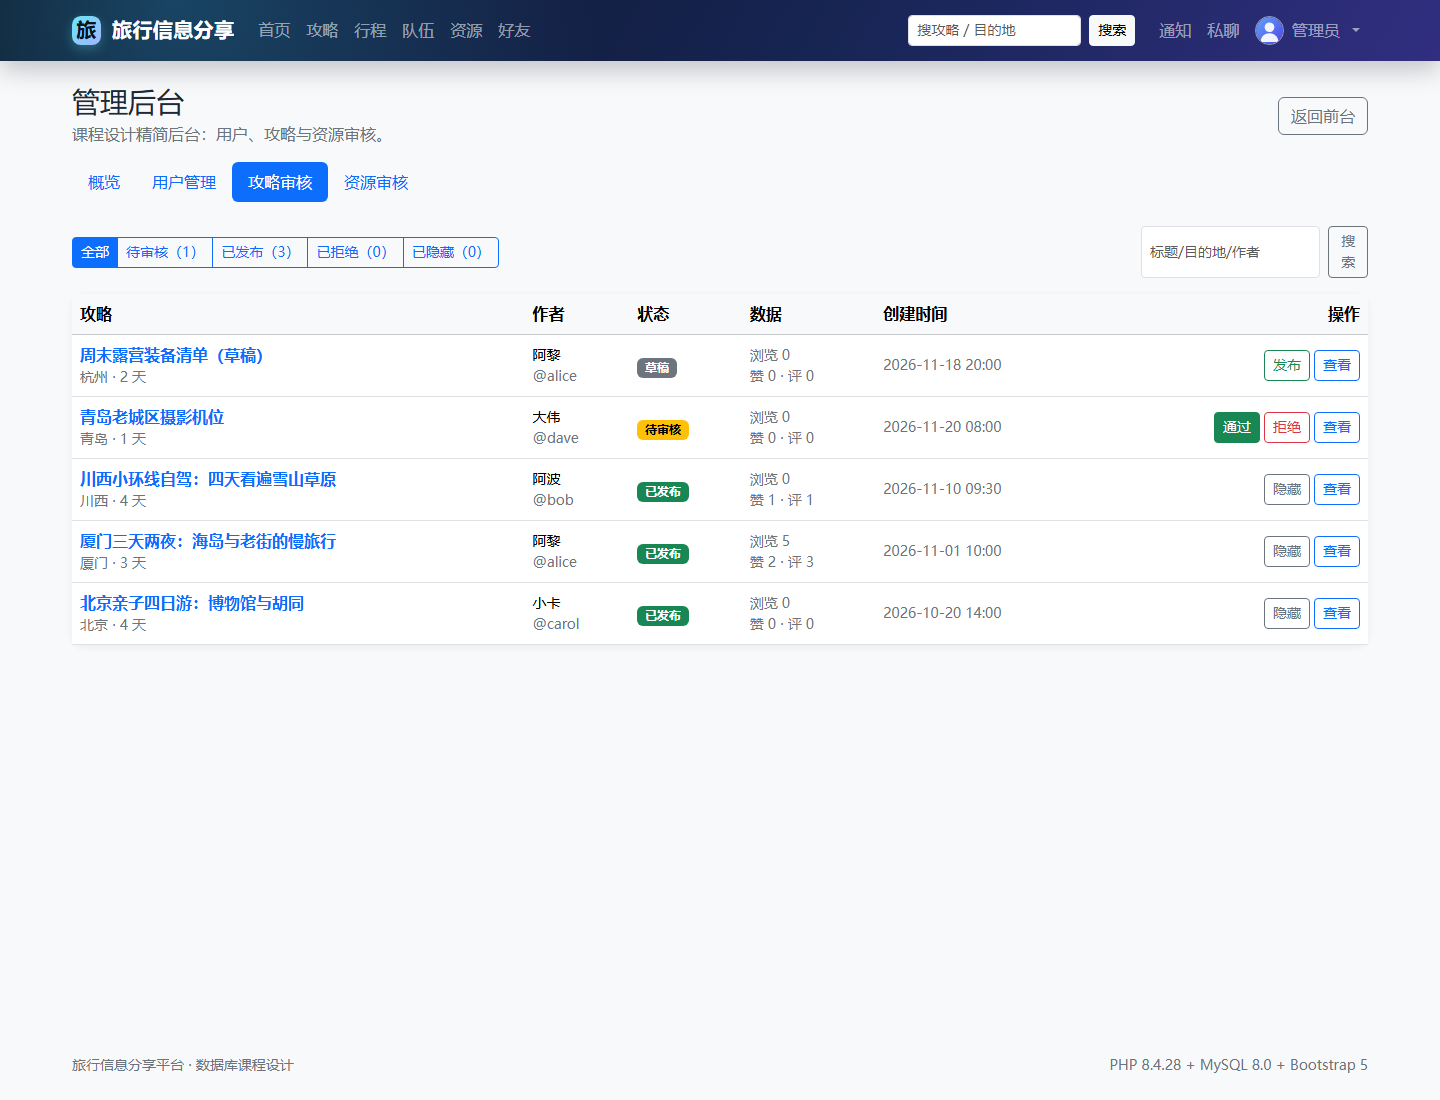 旅 旅行信息分享 首页 攻略 行程 队伍 资源 好友 搜攻略 / 目的地 搜索 通知 私聊 管理员
管理后台
返回前台
课程设计精简后台：用户、攻略与资源审核。
概览 用户管理 攻略审核 资源审核
全部 待审核（1） 已发布（3） 已拒绝（0） 已隐藏（0） 标题/目的地/作者 搜
索
攻略 作者 状态 数据 创建时间 操作
周末露营装备清单（草稿） 阿黎 草稿 浏览 0 2026-11-18 20:00 发布 查看
杭州 · 2 天 @alice 赞 0 · 评 0
青岛老城区摄影机位 大伟 待审核 浏览 0 2026-11-20 08:00 通过 拒绝 查看
青岛 · 1 天 @dave 赞 0 · 评 0
川西小环线自驾：四天看遍雪山草原 阿波 已发布 浏览 0 2026-11-10 09:30 隐藏 查看
川西 · 4 天 @bob 赞 1 · 评 1
厦门三天两夜：海岛与老街的慢旅行 阿黎 已发布 浏览 5 2026-11-01 10:00 隐藏 查看
厦门 · 3 天 @alice 赞 2 · 评 3
北京亲子四日游：博物馆与胡同 小卡 已发布 浏览 0 2026-10-20 14:00 隐藏 查看
北京 · 4 天 @carol 赞 0 · 评 0
旅行信息分享平台 · 数据库课程设计 PHP 8.4.28 + MySQL 8.0 + Bootstrap 5